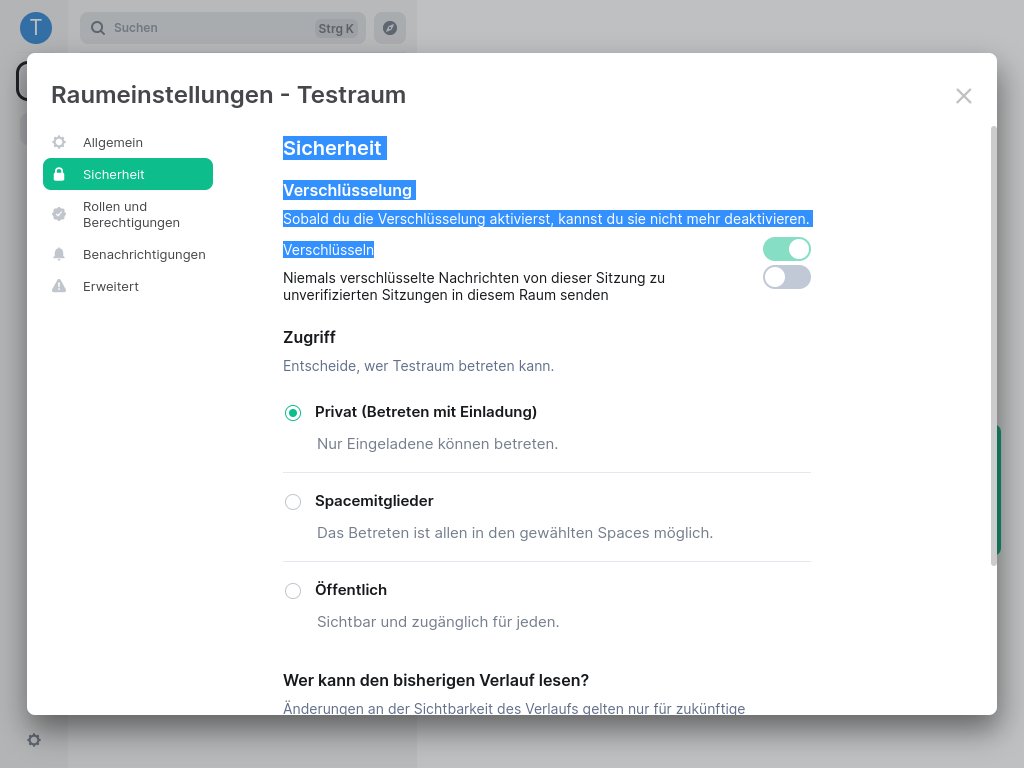 T
Suchen
Strg K
Raumeinstellungen - Testraum
Allgemein
Sicherheit
Rollen und
Berechtigungen
Benachrichtigungen
Erweitert
Sicherheit
Verschlüsselung
Sobald du die Verschlüsselung aktivierst, kannst du sie nicht mehr deaktivieren.
Verschlüsseln
Niemals verschlüsselte Nachrichten von dieser Sitzung zu
unverifizierten Sitzungen in diesem Raum senden
Zugriff
Entscheide, wer Testraum betreten kann.
Privat (Betreten mit Einladung)
Nur Eingeladene können betreten.
Spacemitglieder
Das Betreten ist allen in den gewählten Spaces möglich.
Öffentlich
Sichtbar und zugänglich für jeden.
Wer kann den bisherigen Verlauf lesen?
Änderungen an der Sichtbarkeit des Verlaufs gelten nur für zukünftige